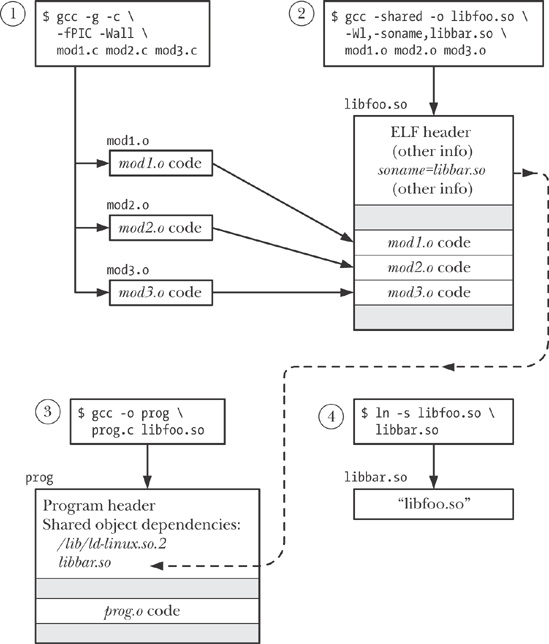 1
$ gcc -g -c \
-fPIC -Wall \
mod1.c mod2.c mod3.c
2
$ gcc -shared -o libfoo.so \
-Wl,-soname,libbar.so \
mod1.o mod2.o mod3.o
libfoo.so
ELF header
(other info)
soname=libbar.so
(other info)
mod1.o code
mod2.o code
mod3.o code
mod1.o
mod1.o code
mod2.o
mod2.o code
mod3.o
mod3.o code
3
$ gcc -o prog \
prog.c libfoo.so
prog
Program header
Shared object dependencies:
/lib/ld-linux.so.2
libbar.so
prog.o code
4
$ ln -s libfoo.so \
libbar.so
libbar.so
“libfoo.so”